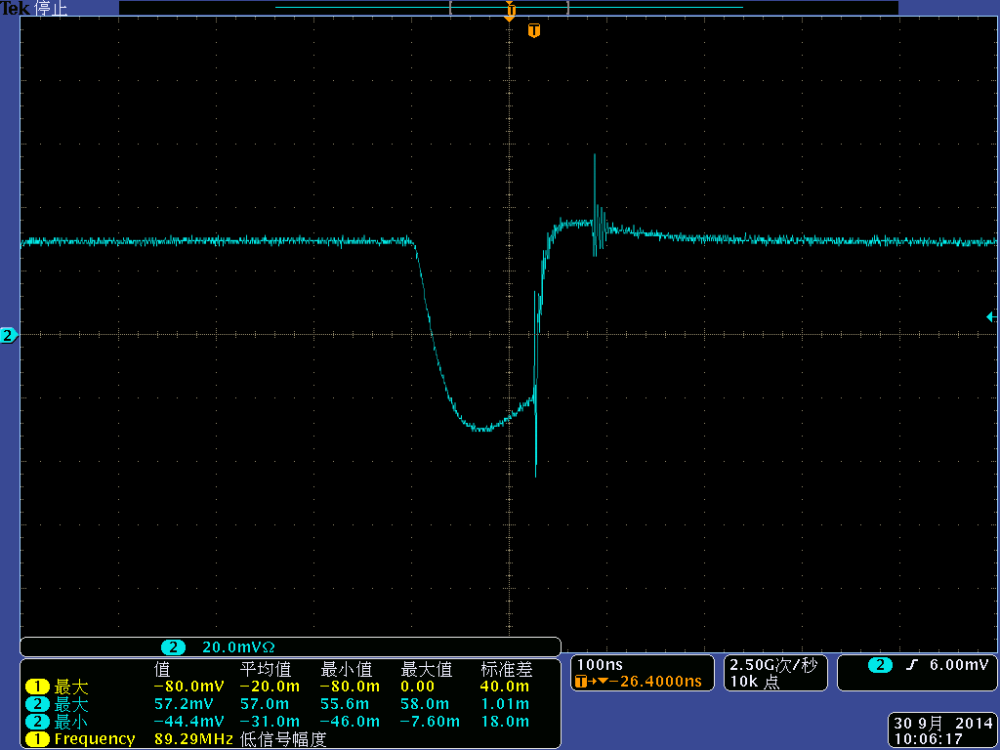 Tek 停止
T
T
2
2 20.0mVΩ
值 平均值 最小值 最大值 标准差
1 最大 −80.0mV −20.0m −80.0m 0.00 40.0m
2 最大 57.2mV 57.0m 55.6m 58.0m 1.01m
2 最小 −44.4mV −31.0m −46.0m −7.60m 18.0m
1 Frequency 89.29MHz 低信号幅度
100ns
T→▼−26.4000ns
2.50G次/秒
10k 点
2 6.00mV
30 9月 2014
10:06:17